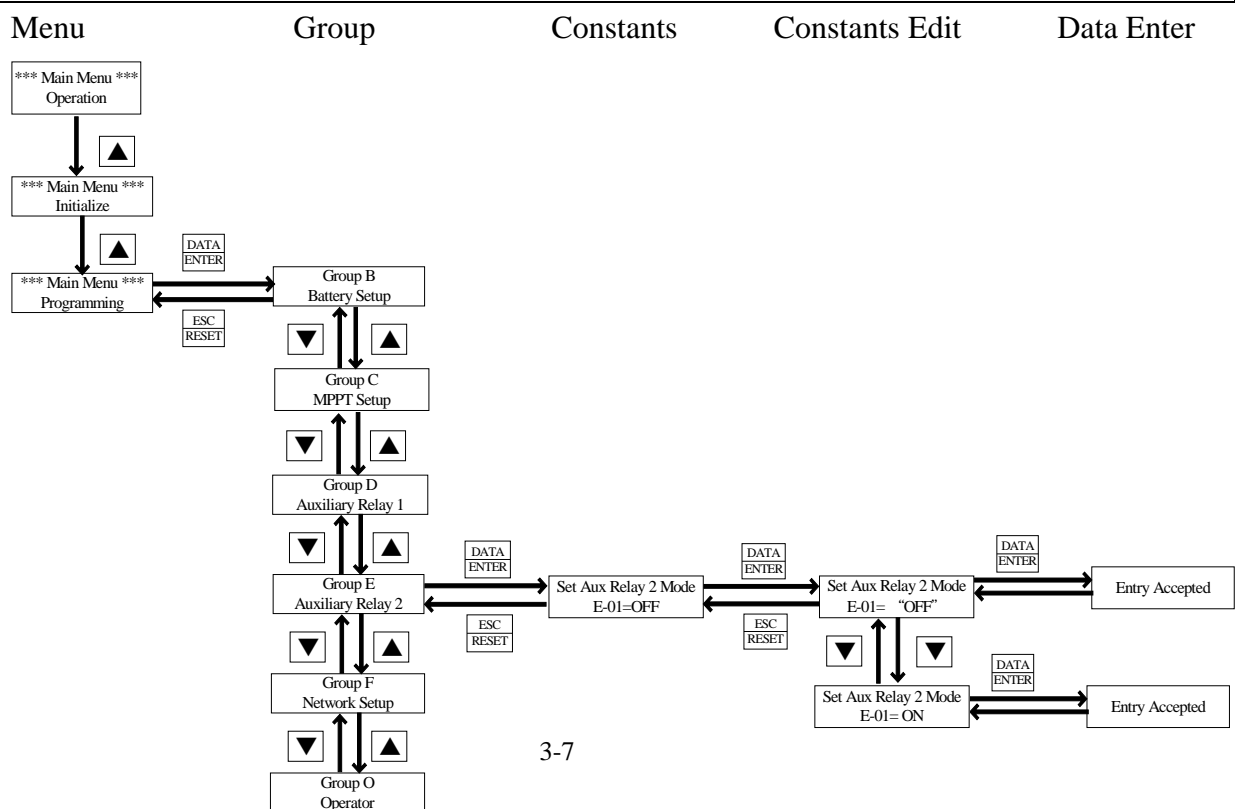 Menu Group Constants Constants Edit Data Enter
*** Main Menu ***
Operation
▲
*** Main Menu ***
Initialize
▲
DATA
ENTER
*** Main Menu ***
Programming
ESC
RESET
Group B
Battery Setup
▼ ▲
Group C
MPPT Setup
▼ ▲
Group D
Auxiliary Relay 1
▼ ▲
Group E
Auxiliary Relay 2
DATA
ENTER
ESC
RESET
Set Aux Relay 2 Mode
E-01=OFF
DATA
ENTER
ESC
RESET
Set Aux Relay 2 Mode
E-01= “OFF”
DATA
ENTER
Entry Accepted
▼ ▼
Set Aux Relay 2 Mode
E-01= ON
DATA
ENTER
Entry Accepted
▼ ▲
Group F
Network Setup
▼ ▲
Group O
Operator
3-7